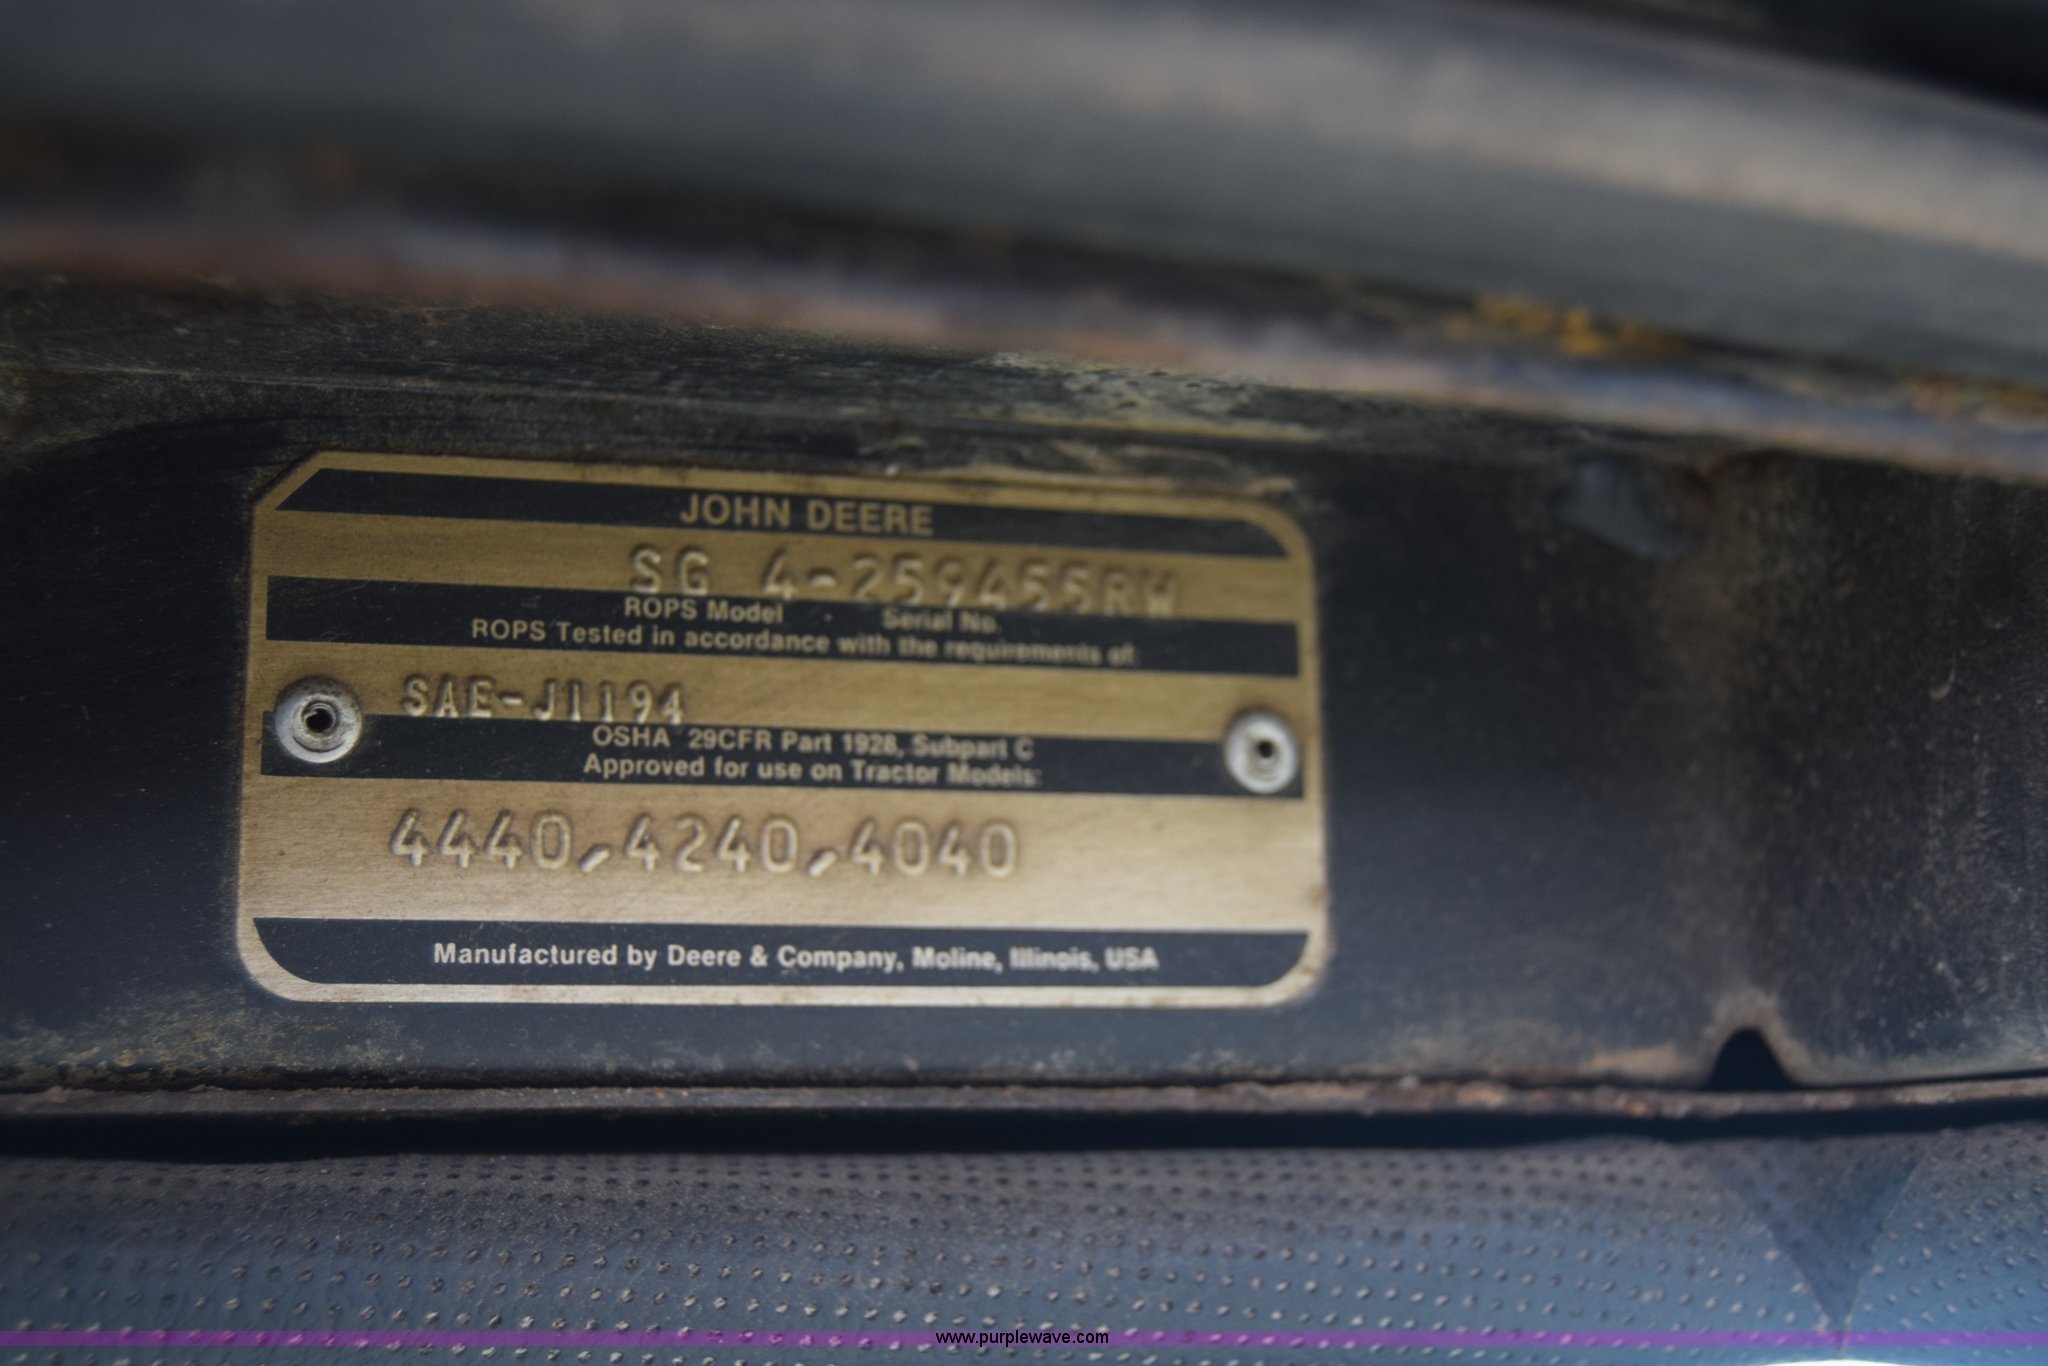 JOHN DEERE
SG 4-259455RW
ROPS Model Serial No.
ROPS Tested in accordance with the requirements of:
SAE-J1194
OSHA 29CFR Part 1928, Subpart C
Approved for use on Tractor Models:
4440,4240,4040
Manufactured by Deere & Company, Moline, Illinois, USA
www.purplewave.com